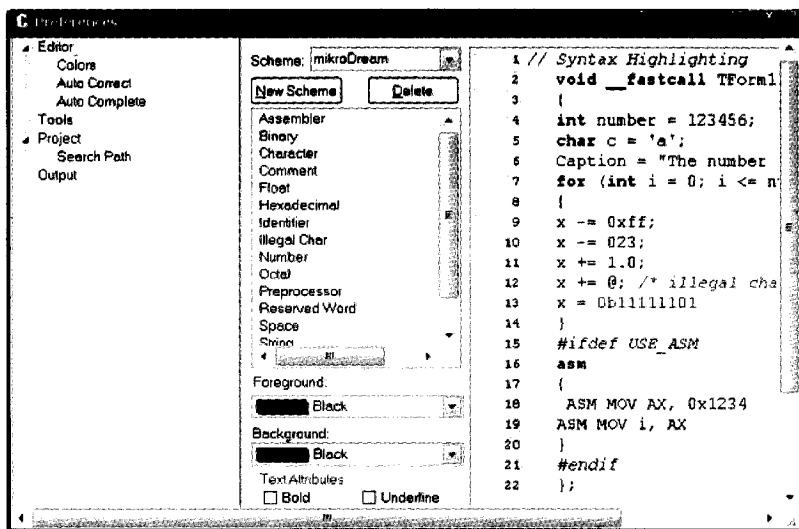 Preferences
Editor
Colors
Auto Correct
Auto Complete
Tools
Project
Search Path
Output
Scheme: mikroDream
New Scheme Delete
Assembler
Binary
Character
Comment
Float
Hexadecimal
Identifier
Illegal Char
Number
Octal
Preprocessor
Reserved Word
Space
String
Foreground:
Black
Background:
Black
Text Attributes
Bold Underline
1 // Syntax Highlighting
2 void __fastcall TForm1
3 {
4 int number = 123456;
5 char c = 'a';
6 Caption = "The number
7 for (int i = 0; i <= n
8 {
9 x -= 0xff;
10 x -= 023;
11 x += 1.0;
12 x += @; /* illegal cha
13 x = 0b11111101
14 }
15 #ifdef USE_ASM
16 asm
17 {
18 ASM MOV AX, 0x1234
19 ASM MOV i, AX
20 }
21 #endif
22 };